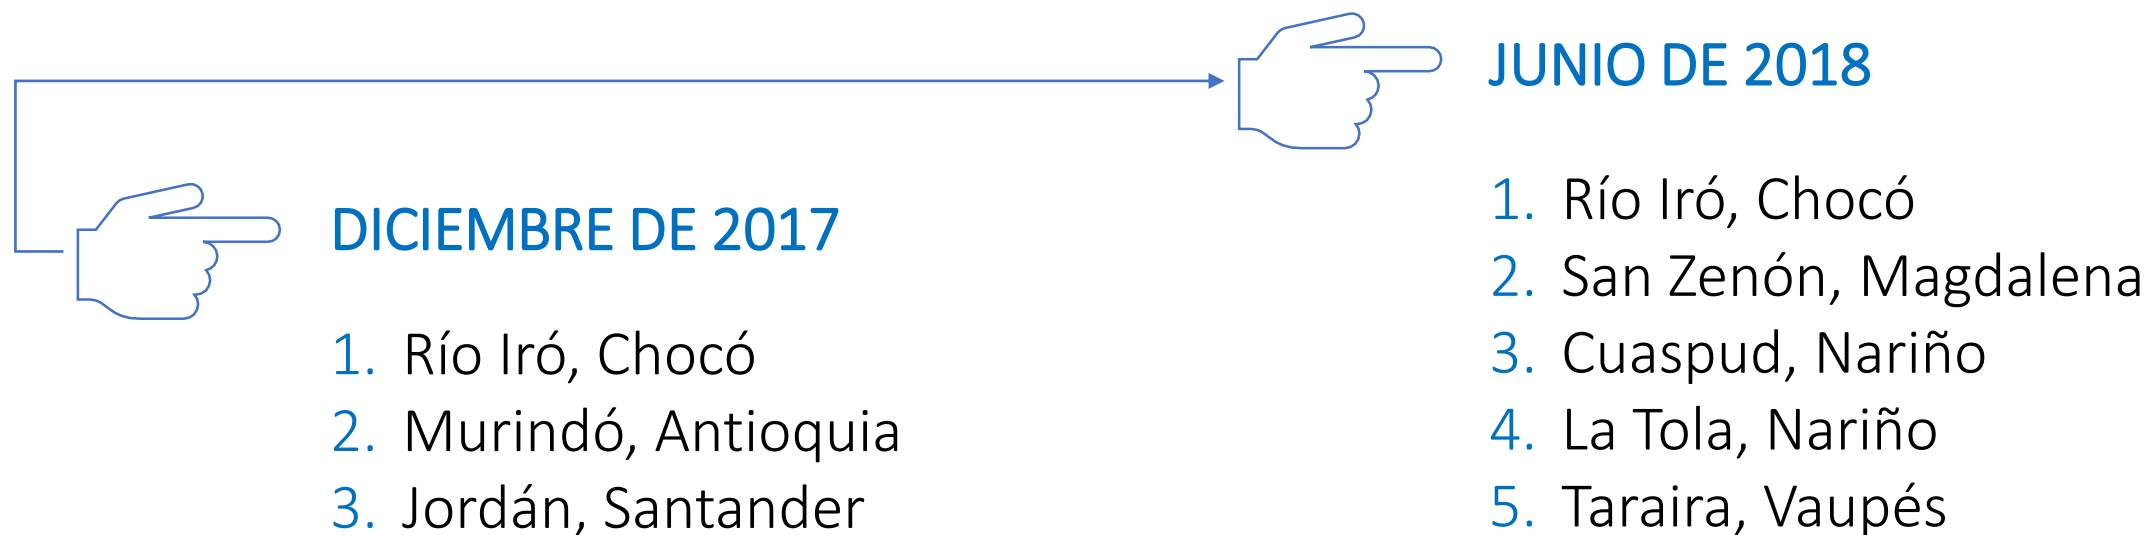 JUNIO DE 2018
1. Río Iró, Chocó
2. San Zenón, Magdalena
3. Cuaspud, Nariño
4. La Tola, Nariño
5. Taraira, Vaupés
DICIEMBRE DE 2017
1. Río Iró, Chocó
2. Murindó, Antioquia
3. Jordán, Santander